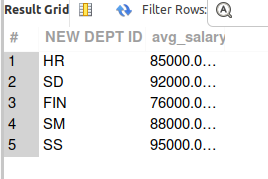 Result Grid Filter Rows:
# NEW DEPT ID avg_salary
1 HR 85000.0...
2 SD 92000.0...
3 FIN 76000.0...
4 SM 88000.0...
5 SS 95000.0...